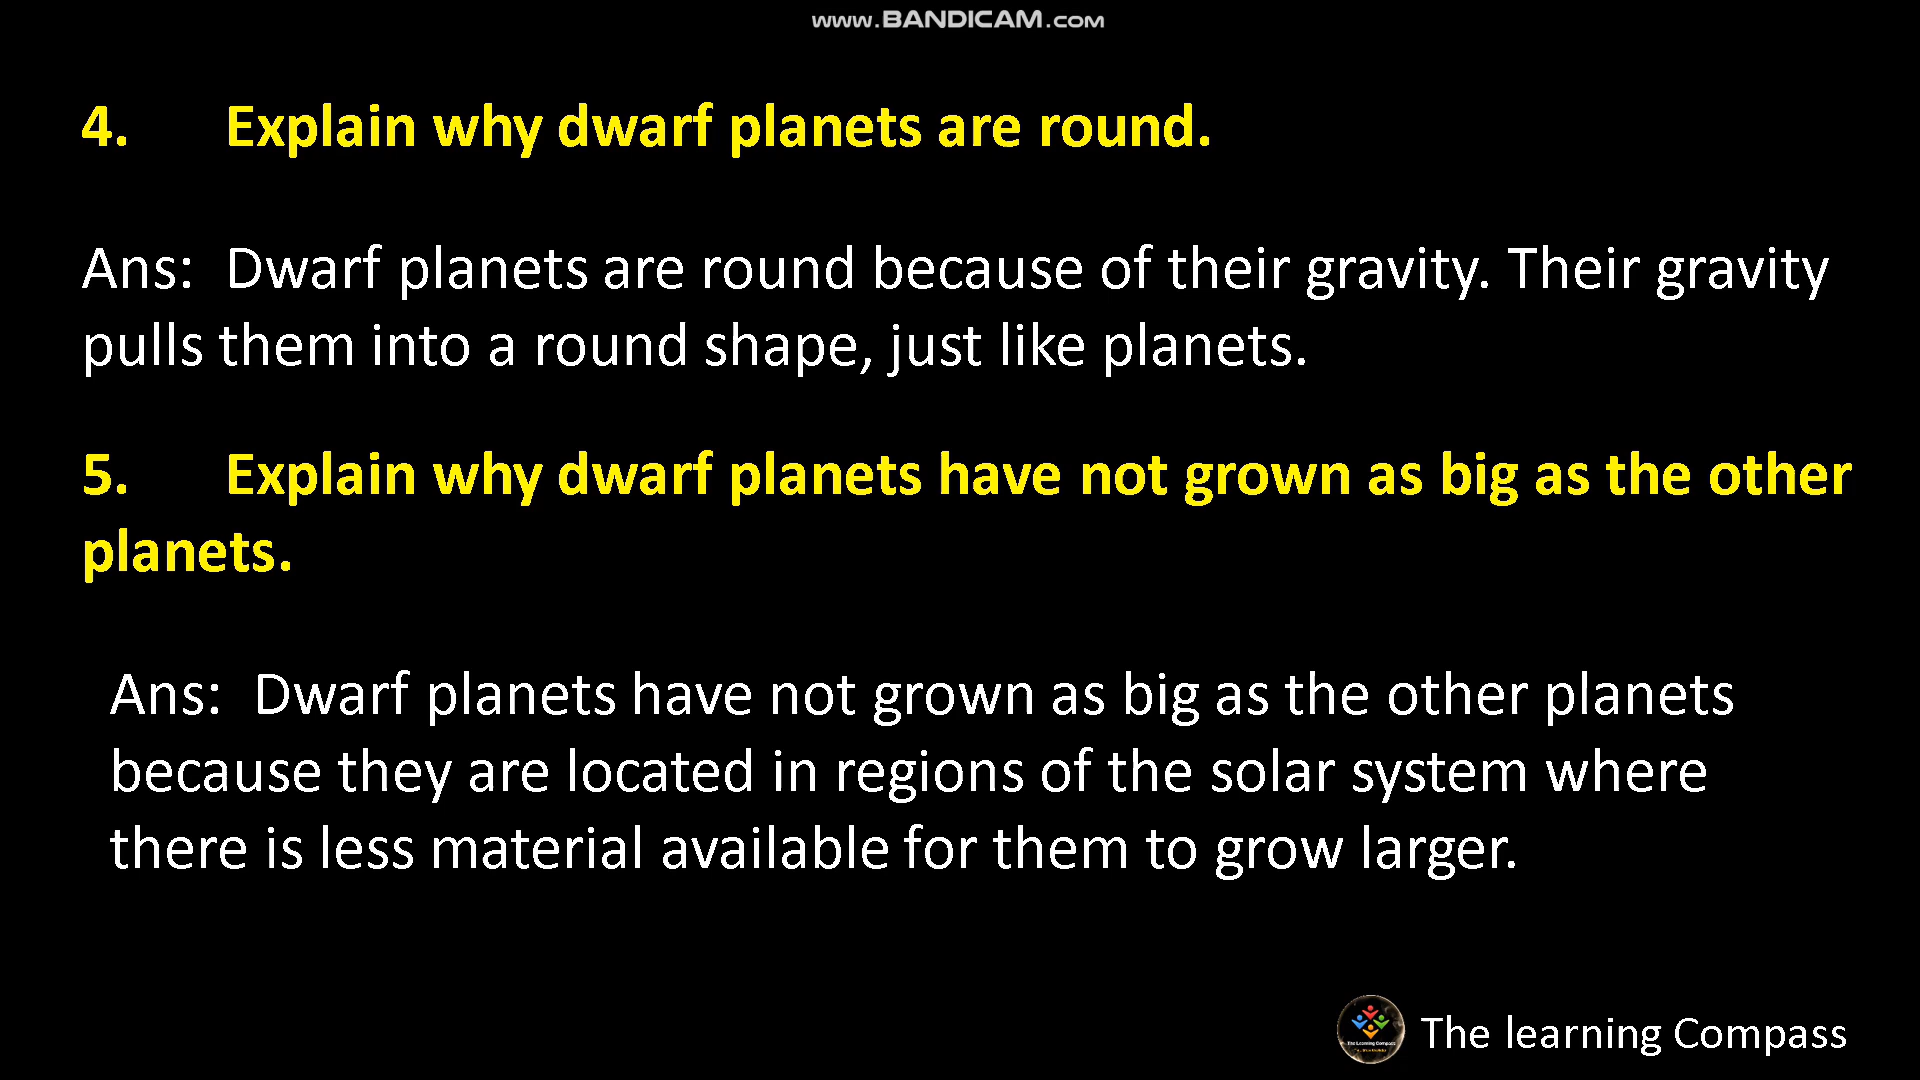 www.BANDICAM.com
4. Explain why dwarf planets are round.
Ans: Dwarf planets are round because of their gravity. Their gravity
pulls them into a round shape, just like planets.
5. Explain why dwarf planets have not grown as big as the other
planets.
Ans: Dwarf planets have not grown as big as the other planets
because they are located in regions of the solar system where
there is less material available for them to grow larger.
The Learning Compass
The learning Compass